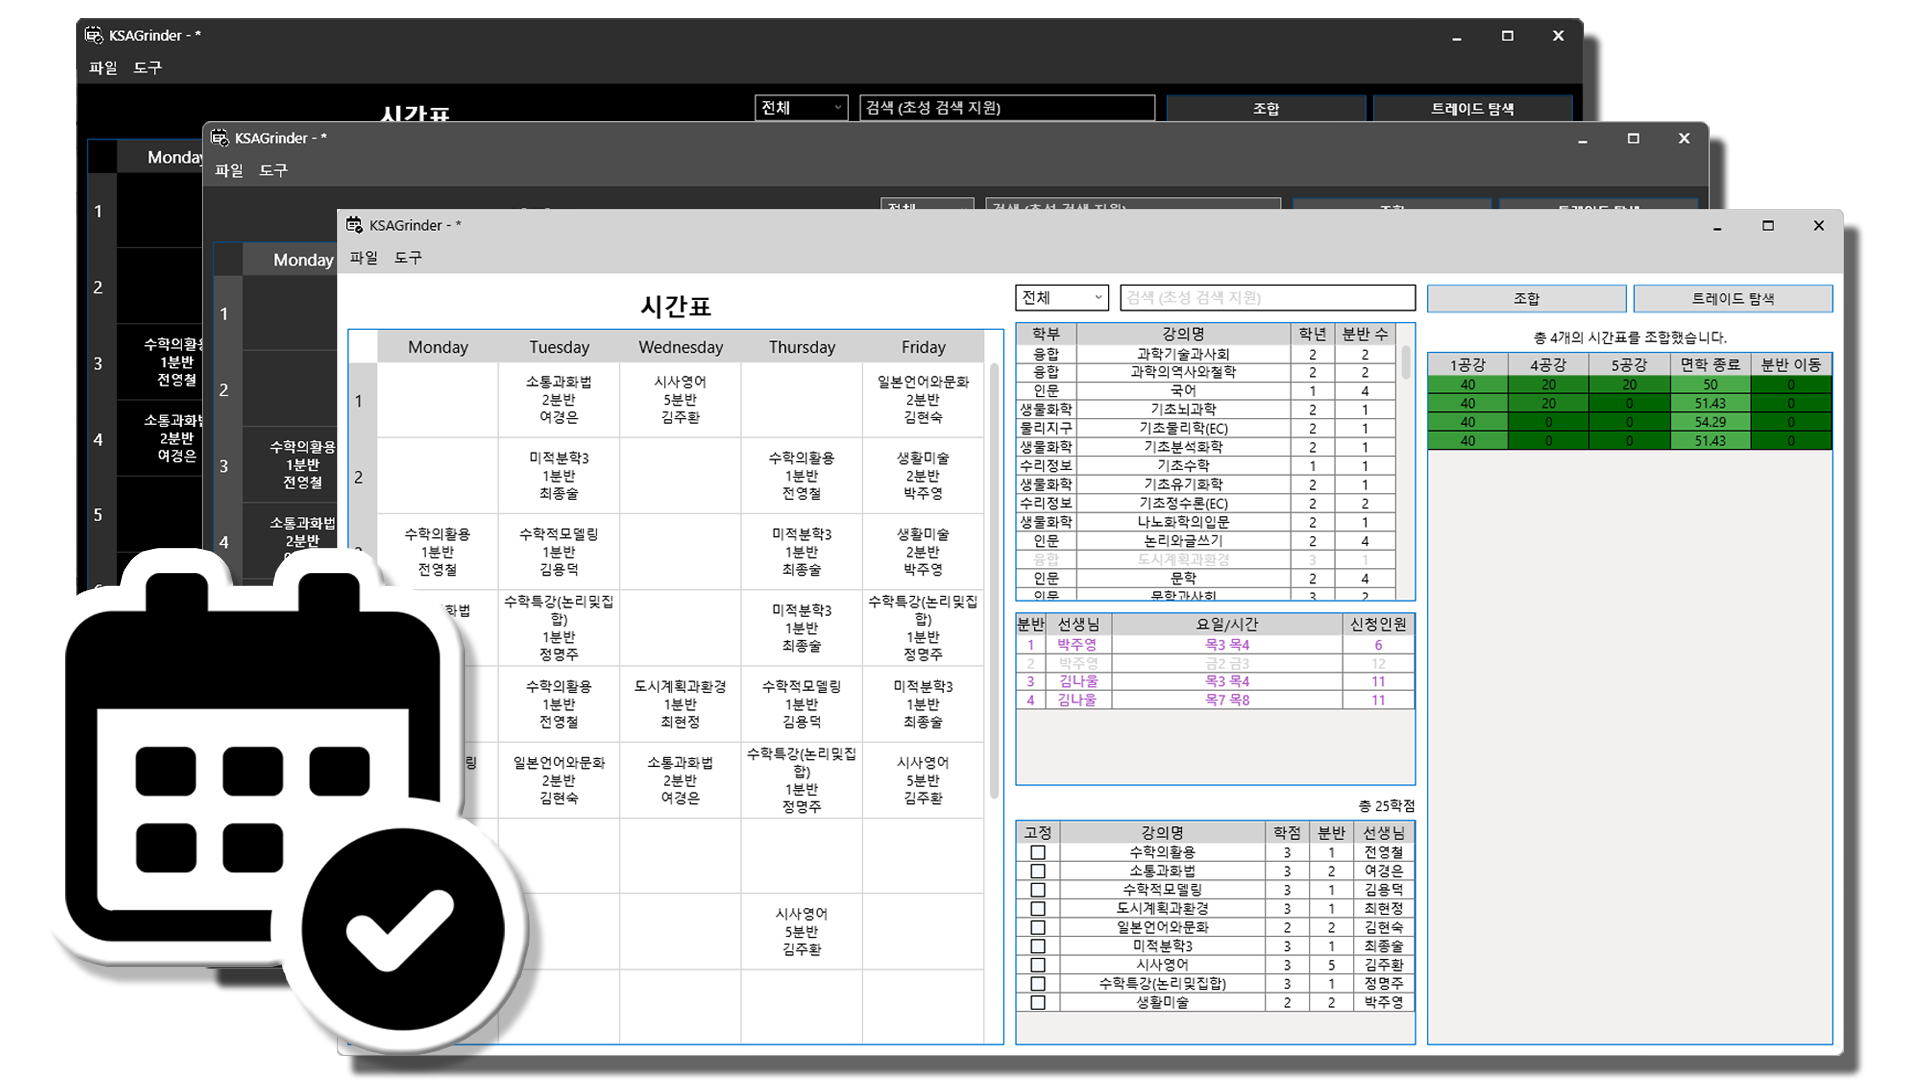 KSAGrinder - *
파일 도구
시간표
전체
검색 (초성 검색 지원)
조합
트레이드 탐색
Monday
1
2
3
수학의활용
1분반
전영철
4
소통과화법
2분반
여경은
5
KSAGrinder - *
파일 도구
Monday
1
2
3
수학의활용
1분반
전영철
4
소통과화법
2분반
KSAGrinder - *
파일 도구
시간표
Monday Tuesday Wednesday Thursday Friday
1
소통과화법 시사영어 일본언어와문화
2분반 5분반 2분반
여경은 김주환 김현숙
2
미적분학3 수학의활용 생활미술
1분반 1분반 2분반
최종술 전영철 박주영
수학의활용 수학적모델링 미적분학3 생활미술
1분반 1분반 1분반 2분반
전영철 김용덕 최종술 박주영
화법 수학특강(논리및집합) 미적분학3 수학특강(논리및집합)
1분반 1분반 1분반
정명주 최종술 정명주
수학의활용 도시계획과환경 수학적모델링 미적분학3
1분반 1분반 1분반 1분반
전영철 최현정 김용덕 최종술
링 일본언어와문화 소통과화법 수학특강(논리및집합) 시사영어
2분반 2분반 1분반 5분반
김현숙 여경은 정명주 김주환
시사영어
5분반
김주환
전체
검색 (초성 검색 지원)
학부 강의명 학년 분반 수
융합 과학기술과사회 2 2
융합 과학의역사와철학 2 2
인문 국어 1 4
생물화학 기초뇌과학 2 1
물리지구 기초물리학(EC) 2 1
생물화학 기초분석화학 2 1
수리정보 기초수학 1 1
생물화학 기초유기화학 2 1
수리정보 기초정수론(EC) 2 2
생물화학 나노화학의입문 2 1
인문 논리와글쓰기 2 4
융합 도시계획과환경 3 1
인문 문학 2 4
인문 문학과사회 3 2
분반 선생님 요일/시간 신청인원
1 박주영 목3 목4 6
2 박주영 금2 금3 12
3 김나울 목3 목4 11
4 김나울 목7 목8 11
총 25학점
고정 강의명 학점 분반 선생님
수학의활용 3 1 전영철
소통과화법 3 2 여경은
수학적모델링 3 1 김용덕
도시계획과환경 3 1 최현정
일본언어와문화 2 2 김현숙
미적분학3 3 1 최종술
시사영어 3 5 김주환
수학특강(논리및집합) 3 1 정명주
생활미술 2 2 박주영
조합
트레이드 탐색
총 4개의 시간표를 조합했습니다.
1공강 4공강 5공강 면학 종료 분반 이동
40 20 20 50 0
40 20 0 51.43 0
40 0 0 54.29 0
40 0 0 51.43 0